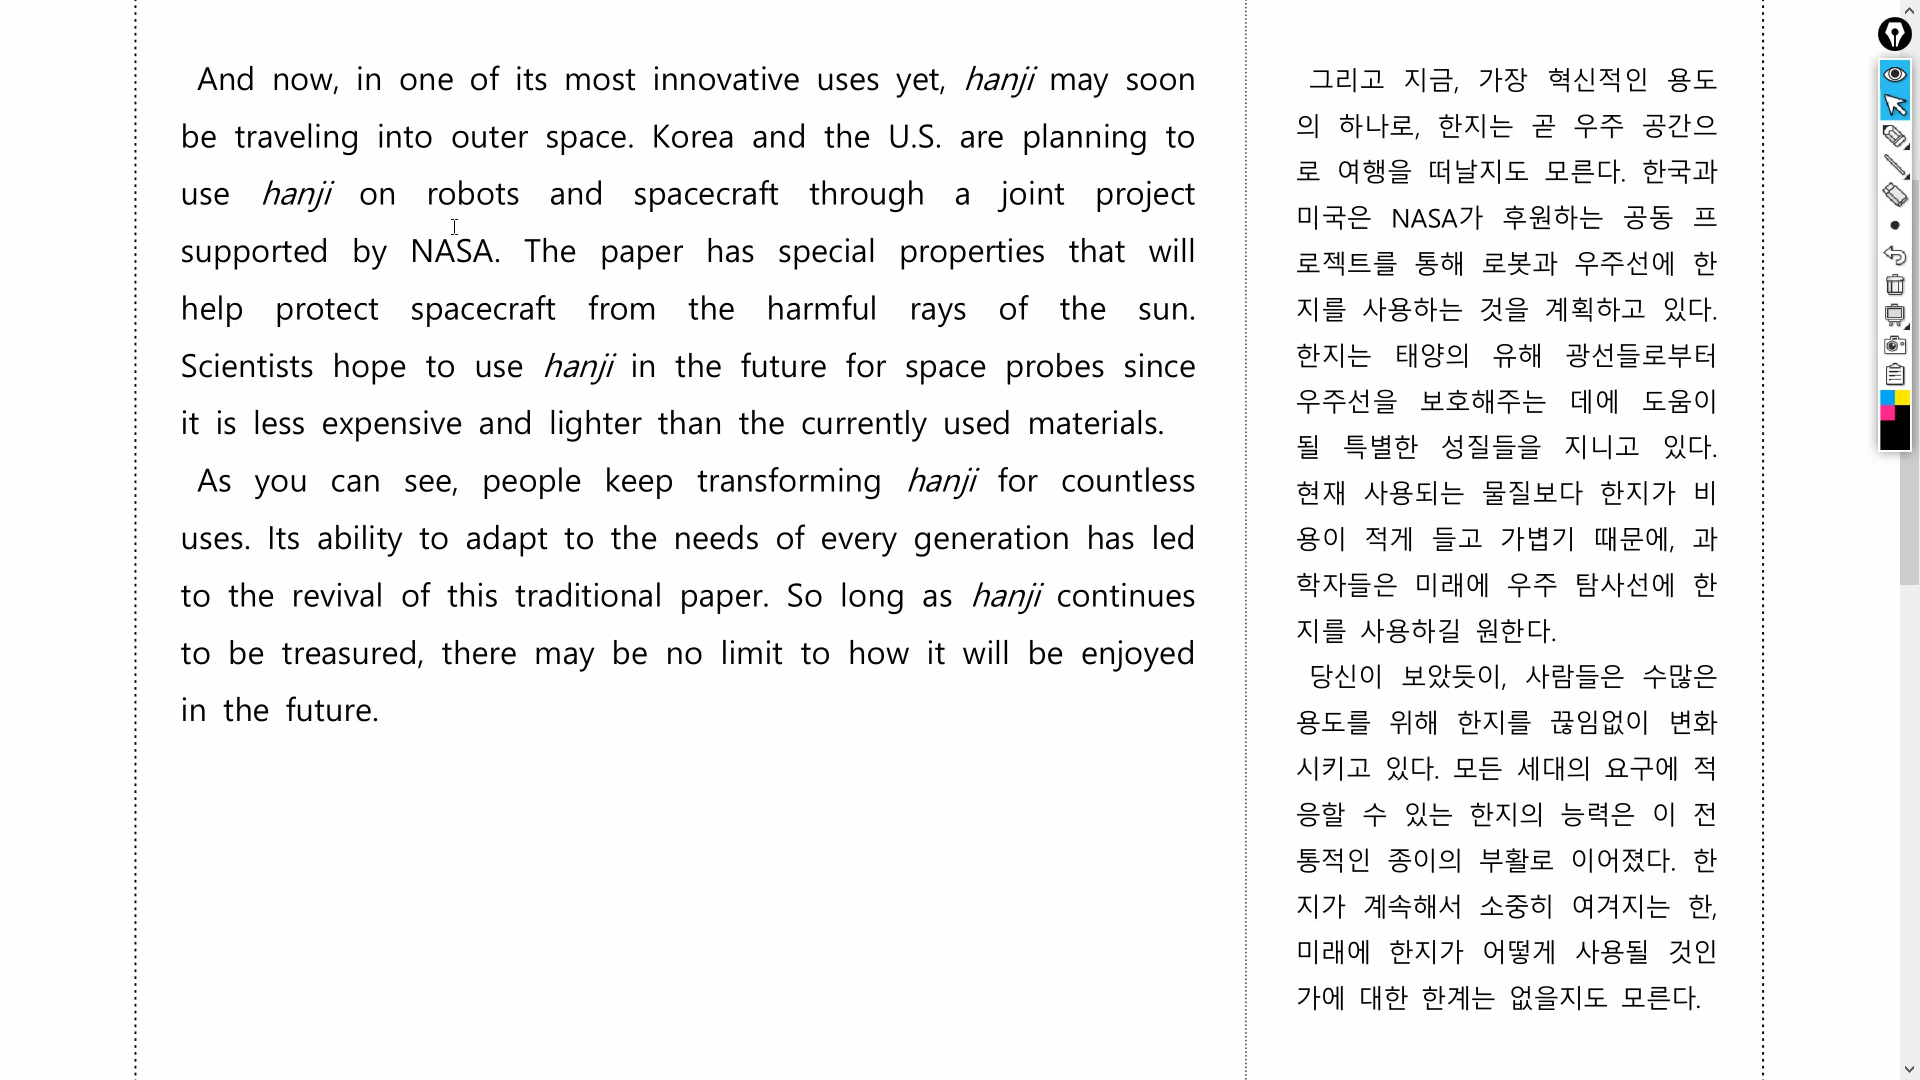 And now, in one of its most innovative uses yet, hanji may soon
be traveling into outer space. Korea and the U.S. are planning to
use hanji on robots and spacecraft through a joint project
supported by NASA. The paper has special properties that will
help protect spacecraft from the harmful rays of the sun.
Scientists hope to use hanji in the future for space probes since
it is less expensive and lighter than the currently used materials.
As you can see, people keep transforming hanji for countless
uses. Its ability to adapt to the needs of every generation has led
to the revival of this traditional paper. So long as hanji continues
to be treasured, there may be no limit to how it will be enjoyed
in the future.
그리고 지금, 가장 혁신적인 용도
의 하나로, 한지는 곧 우주 공간으
로 여행을 떠날지도 모른다. 한국과
미국은 NASA가 후원하는 공동 프
로젝트를 통해 로봇과 우주선에 한
지를 사용하는 것을 계획하고 있다.
한지는 태양의 유해 광선들로부터
우주선을 보호해주는 데에 도움이
될 특별한 성질들을 지니고 있다.
현재 사용되는 물질보다 한지가 비
용이 적게 들고 가볍기 때문에, 과
학자들은 미래에 우주 탐사선에 한
지를 사용하길 원한다.
당신이 보았듯이, 사람들은 수많은
용도를 위해 한지를 끊임없이 변화
시키고 있다. 모든 세대의 요구에 적
응할 수 있는 한지의 능력은 이 전
통적인 종이의 부활로 이어졌다. 한
지가 계속해서 소중히 여겨지는 한,
미래에 한지가 어떻게 사용될 것인
가에 대한 한계는 없을지도 모른다.